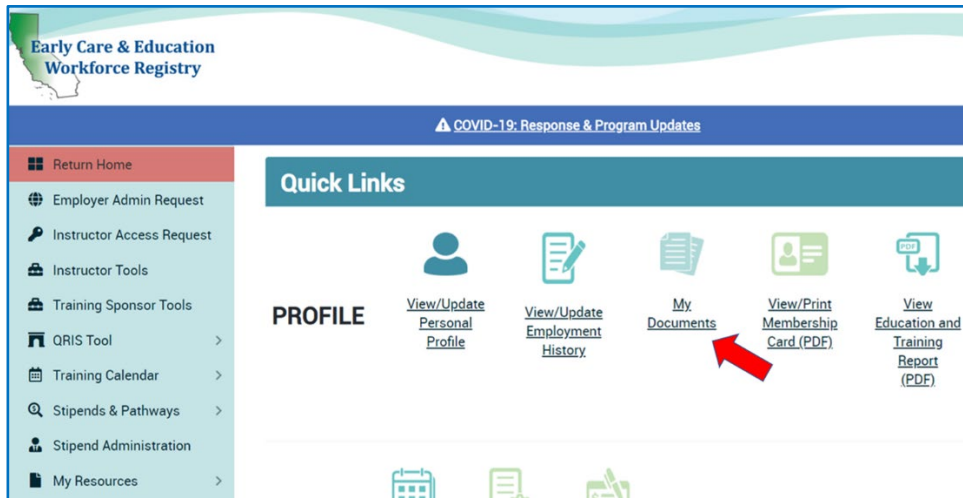 Early Care & Education
Workforce Registry
COVID-19: Response & Program Updates
Return Home
Employer Admin Request
Instructor Access Request
Instructor Tools
Training Sponsor Tools
QRIS Tool
Training Calendar
Stipends & Pathways
Stipend Administration
My Resources
Quick Links
PROFILE
View/Update
Personal
Profile
View/Update
Employment
History
My
Documents
View/Print
Membership
Card (PDF)
PDF
View
Education and
Training
Report
(PDF)